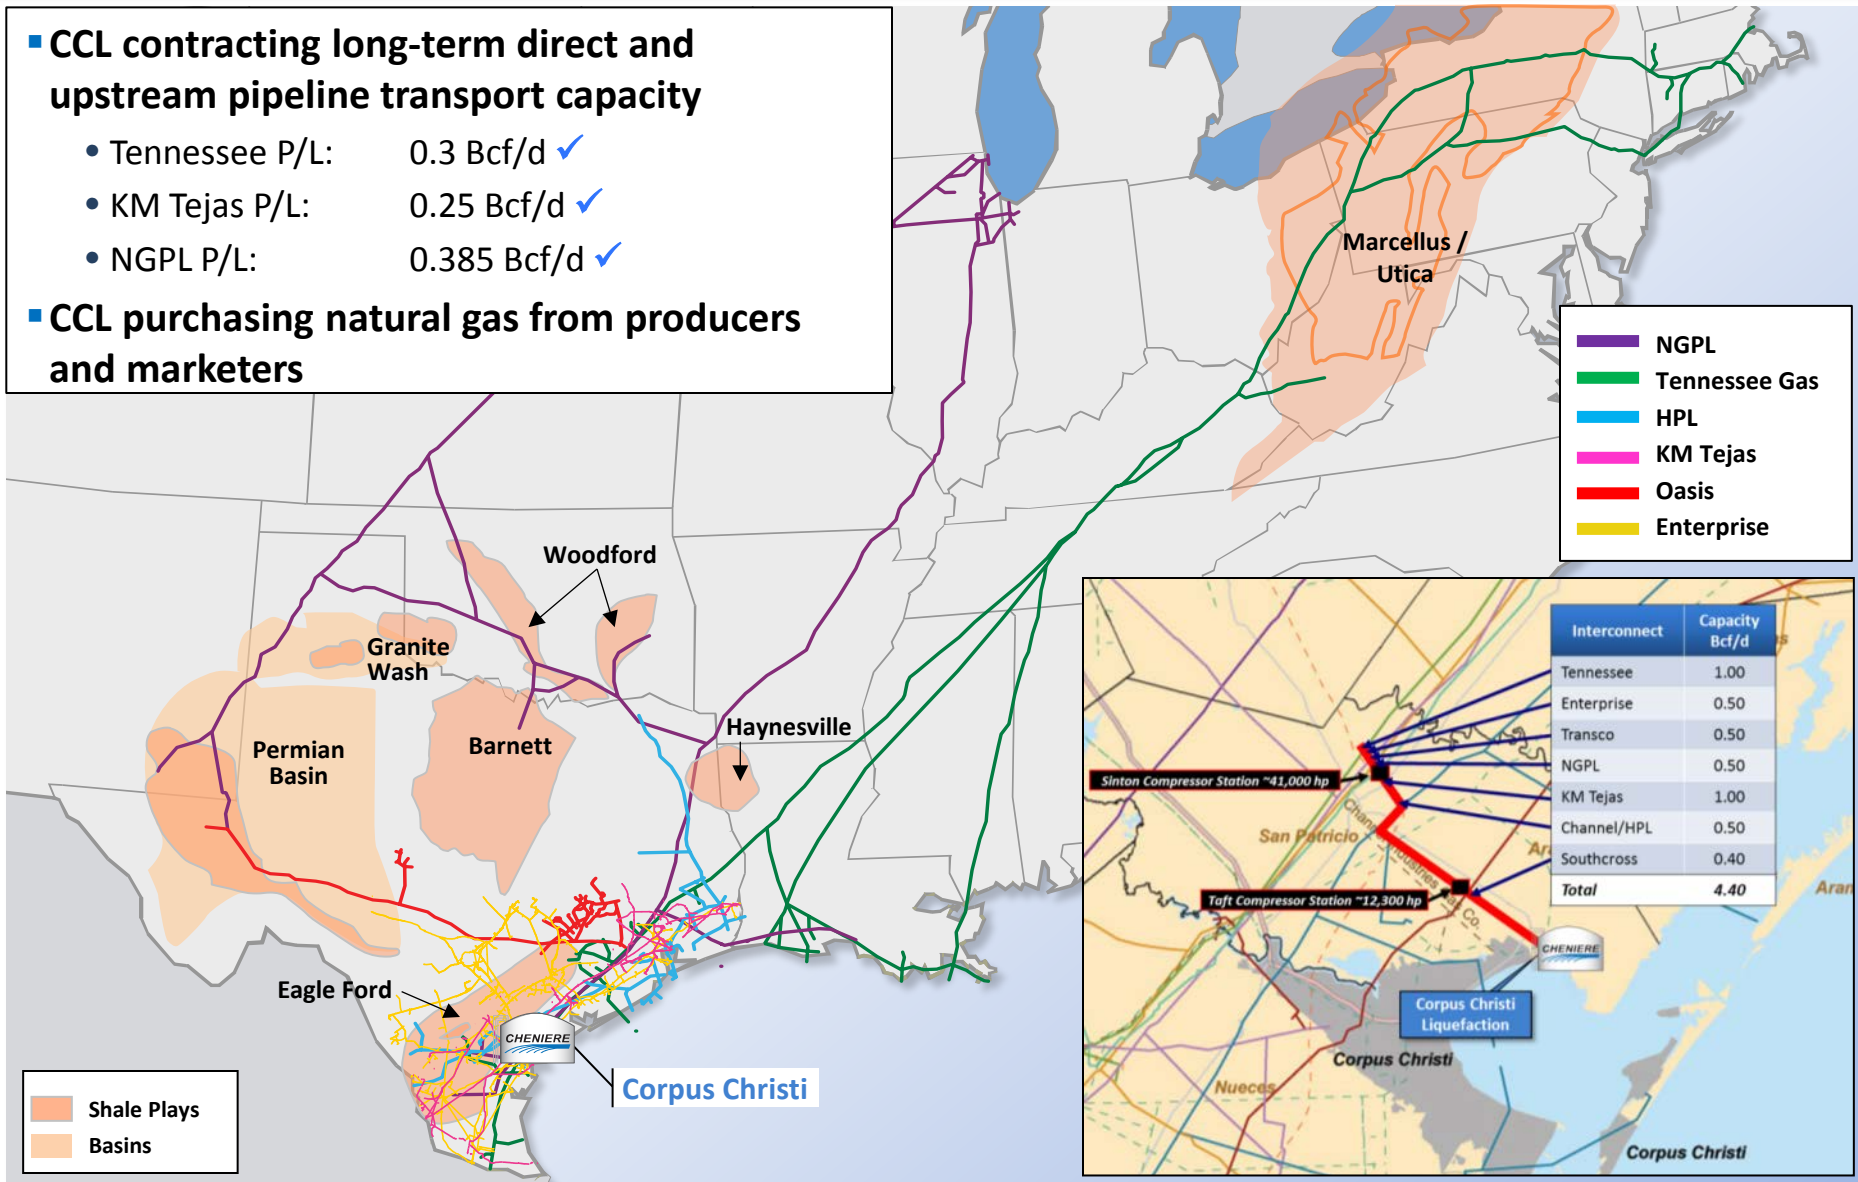 ▪ CCL contracting long-term direct and
upstream pipeline transport capacity
• Tennessee P/L: 0.3 Bcf/d ✓
• KM Tejas P/L: 0.25 Bcf/d ✓
• NGPL P/L: 0.385 Bcf/d ✓
▪ CCL purchasing natural gas from producers
and marketers
Marcellus /
Utica
NGPL
Tennessee Gas
HPL
KM Tejas
Oasis
Enterprise
Woodford
Granite
Wash
Permian
Basin
Barnett
Haynesville
Eagle Ford
CHENIERE
Corpus Christi
Shale Plays
Basins
Interconnect Capacity
Bcf/d
Tennessee 1.00
Enterprise 0.50
Transco 0.50
NGPL 0.50
KM Tejas 1.00
Channel/HPL 0.50
Southcross 0.40
Total 4.40
Sinton Compressor Station ~41,000 hp
San Patricio
Taft Compressor Station ~12,300 hp
Aran
CHENIERE
Corpus Christi
Liquefaction
Corpus Christi
Nueces
Corpus Christi